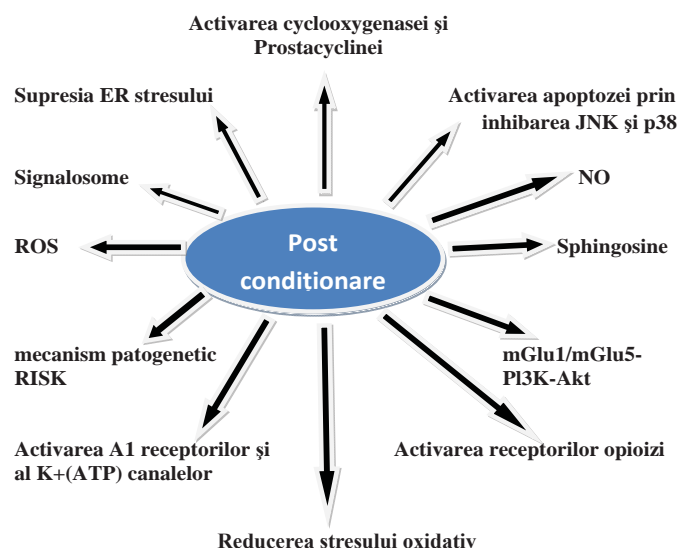 Activarea cyclooxygenasei şi
Prostacyclinei
Supresia ER stresului
Activarea apoptozei prin
inhibarea JNK şi p38
Signalosome
NO
Post
condiționare
ROS
Sphingosine
mecanism patogenetic
RISK
mGlu1/mGlu5-
Pl3K-Akt
Activarea A1 receptorilor şi
al K+(ATP) canalelor
Activarea receptorilor opioizi
Reducerea stresului oxidativ